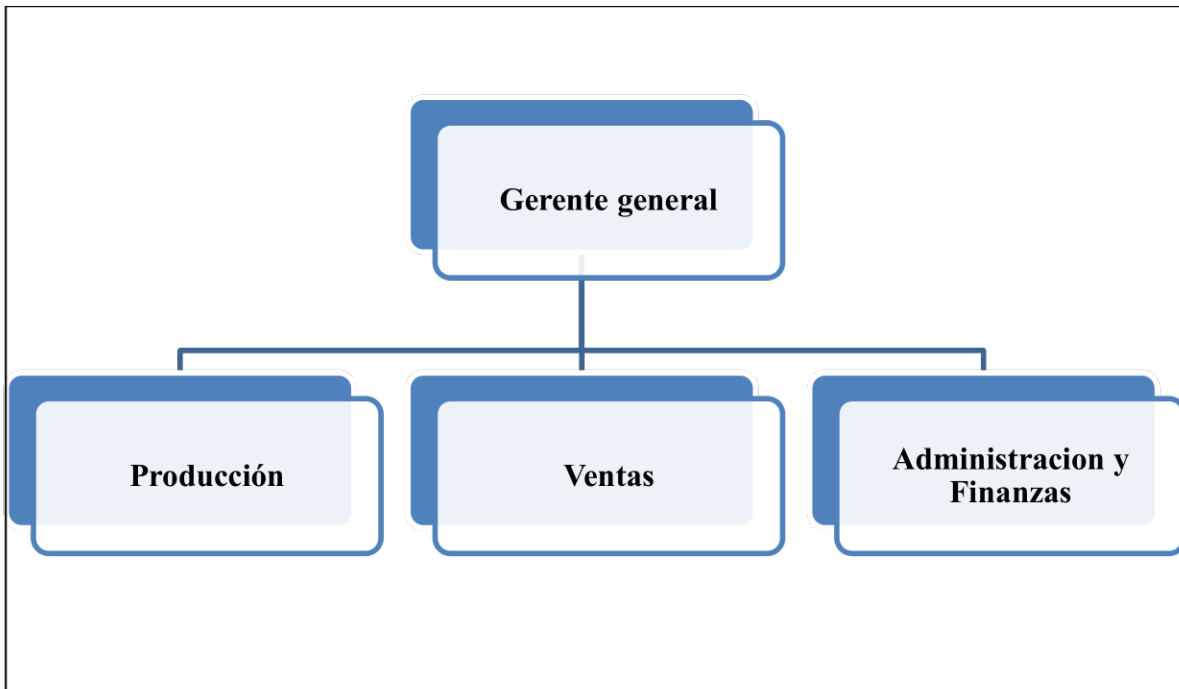 Gerente general
Producción
Ventas
Administracion y
Finanzas